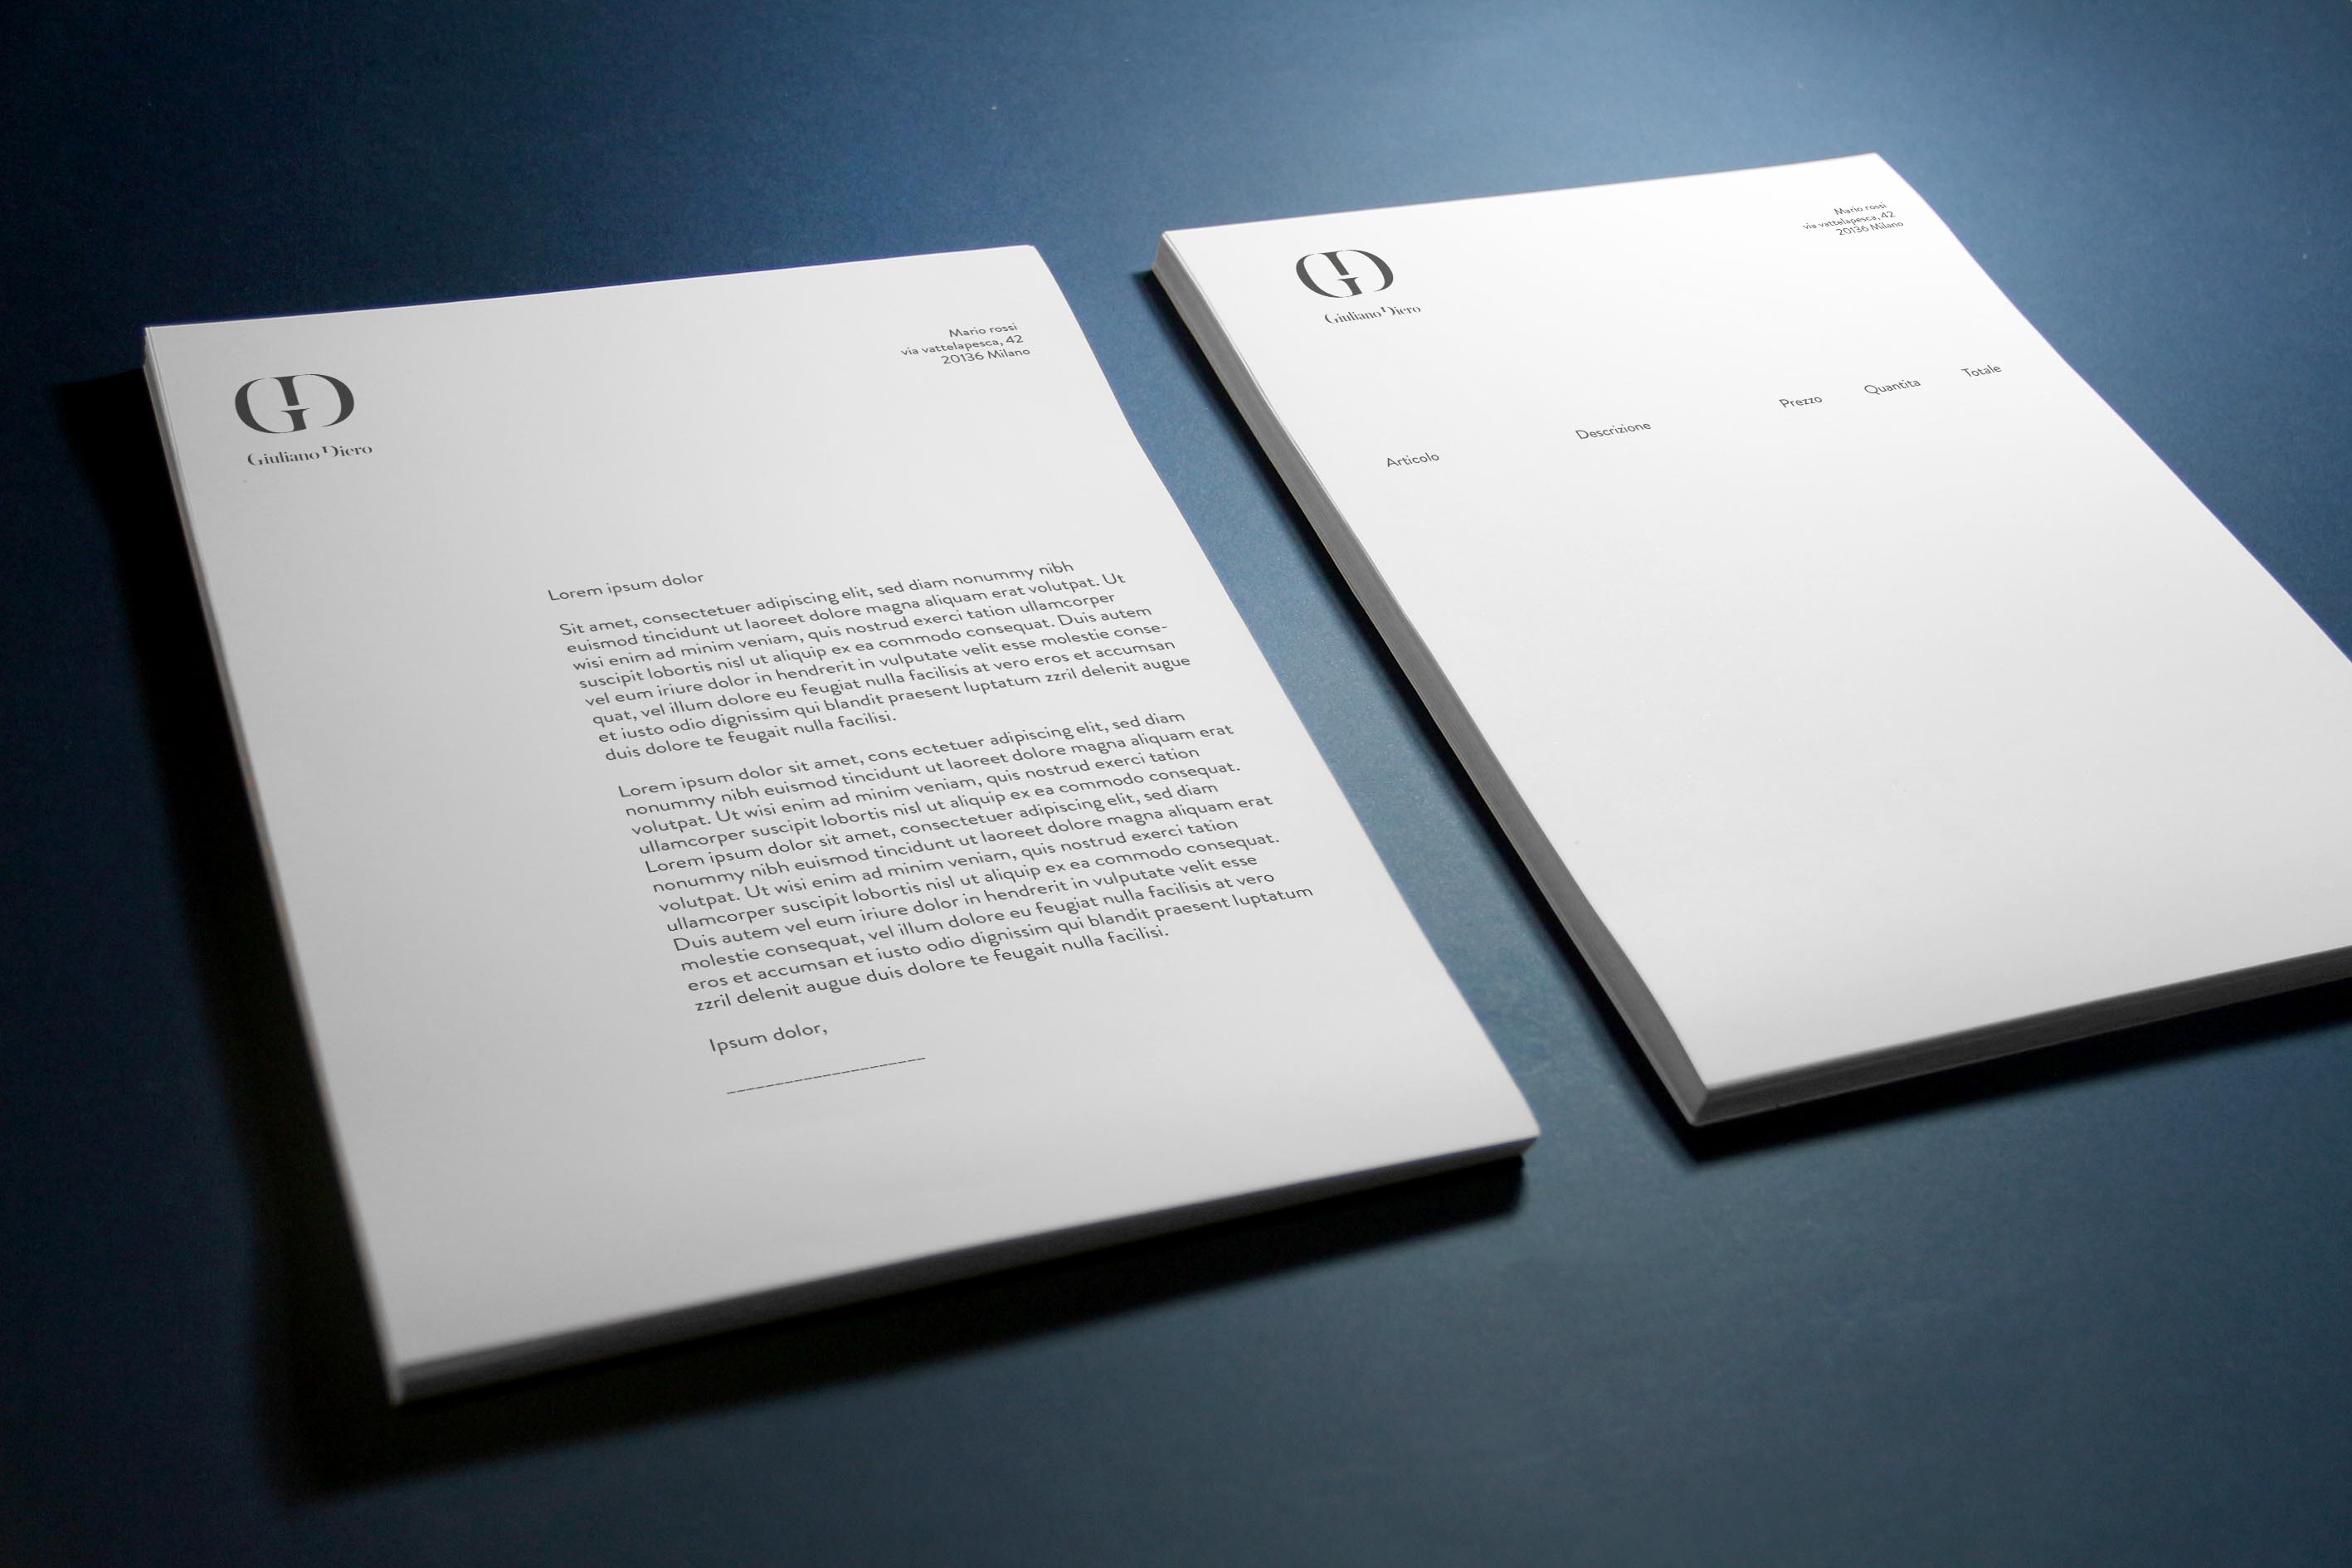 GD
Giuliano Diero
Mario rossi
via vattelapesca, 42
20136 Milano
Lorem ipsum dolor
Sit amet, consectetuer adipiscing elit, sed diam nonummy nibh
euismod tincidunt ut laoreet dolore magna aliquam erat volutpat. Ut
wisi enim ad minim veniam, quis nostrud exerci tation ullamcorper
suscipit lobortis nisl ut aliquip ex ea commodo consequat. Duis autem
vel eum iriure dolor in hendrerit in vulputate velit esse molestie conse-
quat, vel illum dolore eu feugiat nulla facilisis at vero eros et accumsan
et iusto odio dignissim qui blandit praesent luptatum zzril delenit augue
duis dolore te feugait nulla facilisi.
Lorem ipsum dolor sit amet, cons ectetuer adipiscing elit, sed diam
nonummy nibh euismod tincidunt ut laoreet dolore magna aliquam erat
volutpat. Ut wisi enim ad minim veniam, quis nostrud exerci tation
ullamcorper suscipit lobortis nisl ut aliquip ex ea commodo consequat.
Lorem ipsum dolor sit amet, consectetuer adipiscing elit, sed diam
nonummy nibh euismod tincidunt ut laoreet dolore magna aliquam erat
volutpat. Ut wisi enim ad minim veniam, quis nostrud exerci tation
ullamcorper suscipit lobortis nisl ut aliquip ex ea commodo consequat.
Duis autem vel eum iriure dolor in hendrerit in vulputate velit esse
molestie consequat, vel illum dolore eu feugiat nulla facilisis at vero
eros et accumsan et iusto odio dignissim qui blandit praesent luptatum
zzril delenit augue duis dolore te feugait nulla facilisi.
Ipsum dolor,
GD
Giuliano Diero
Mario rossi
via vattelapesca, 42
20136 Milano
Articolo Descrizione Prezzo Quantita Totale